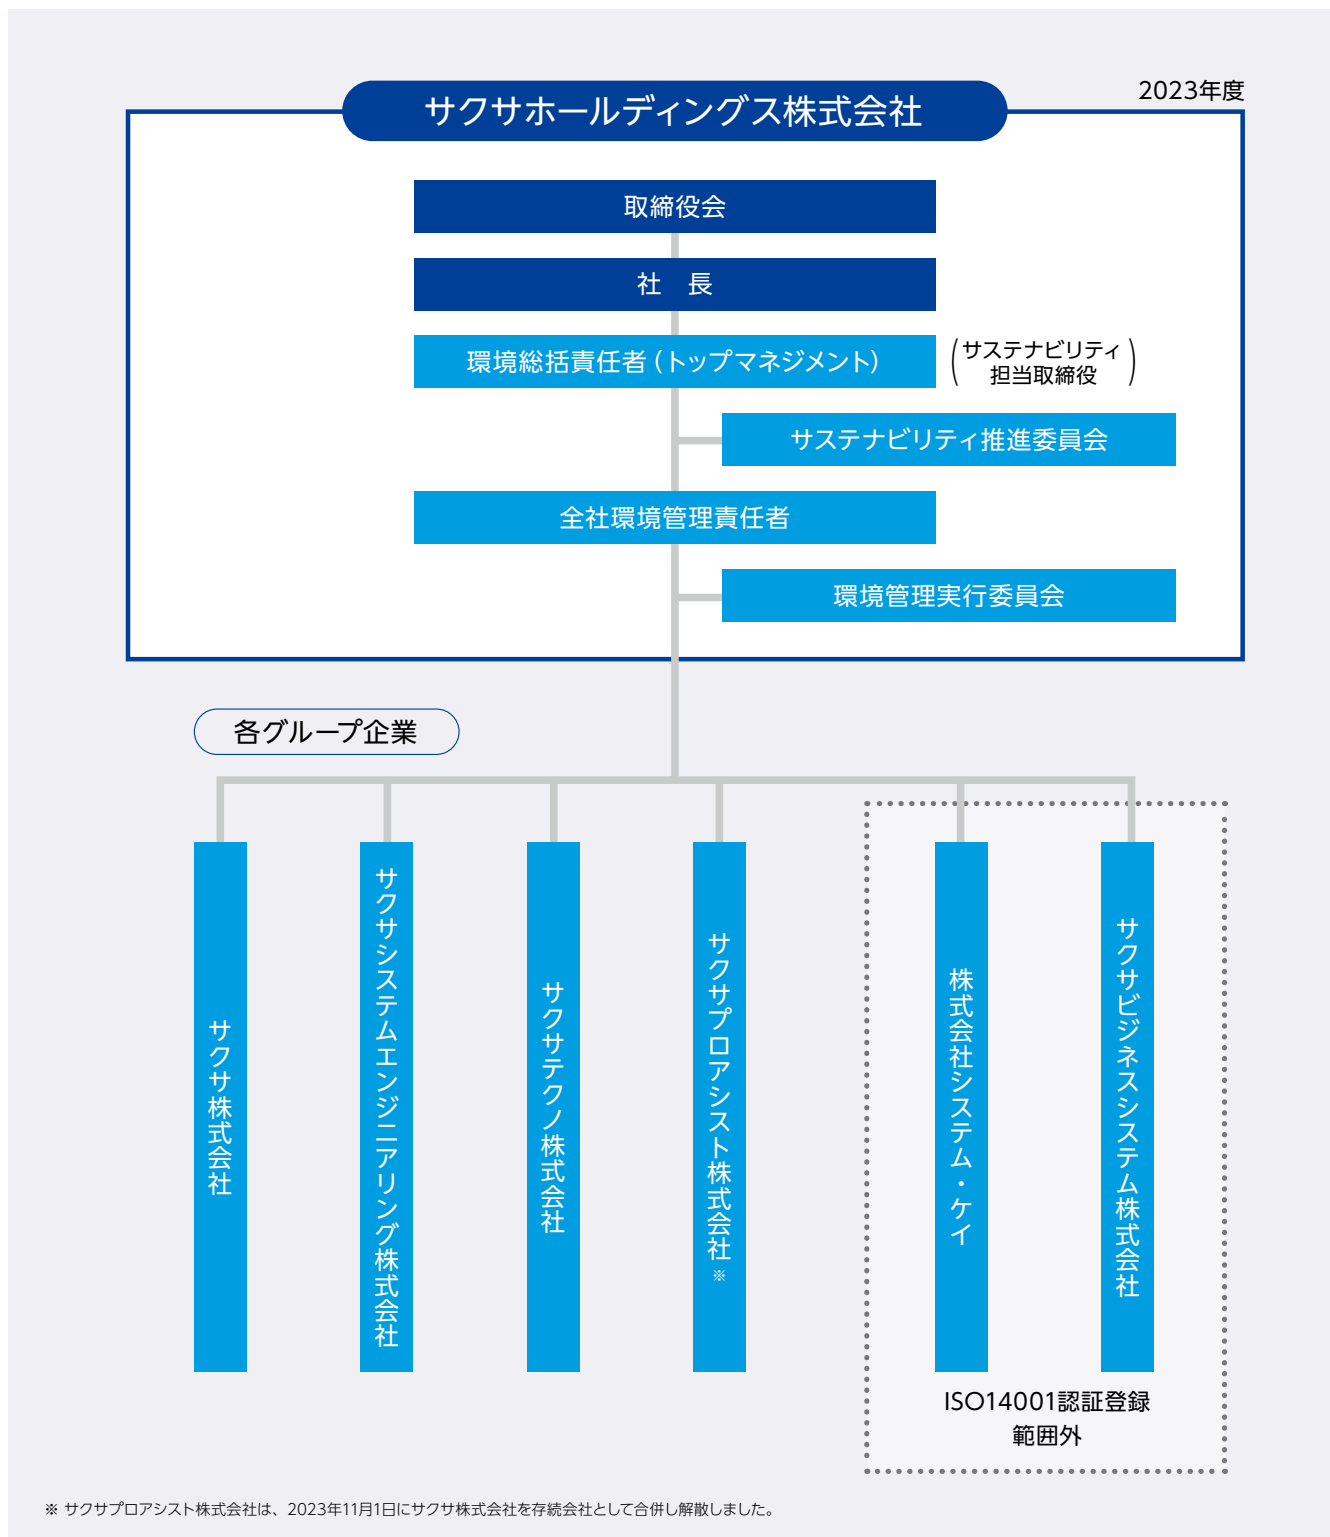 2023年度
サクサホールディングス株式会社
取締役会
社　長
環境総括責任者（トップマネジメント）
（サステナビリティ
担当取締役）
サステナビリティ推進委員会
全社環境管理責任者
環境管理実行委員会
各グループ企業
サクサ株式会社
サクサシステムエンジニアリング株式会社
サクサテクノ株式会社
サクサプロアシスト株式会社※
株式会社システム・ケイ
サクサビジネスシステム株式会社
ISO14001認証登録
範囲外
※ サクサプロアシスト株式会社は、2023年11月1日にサクサ株式会社を存続会社として合併し解散しました。